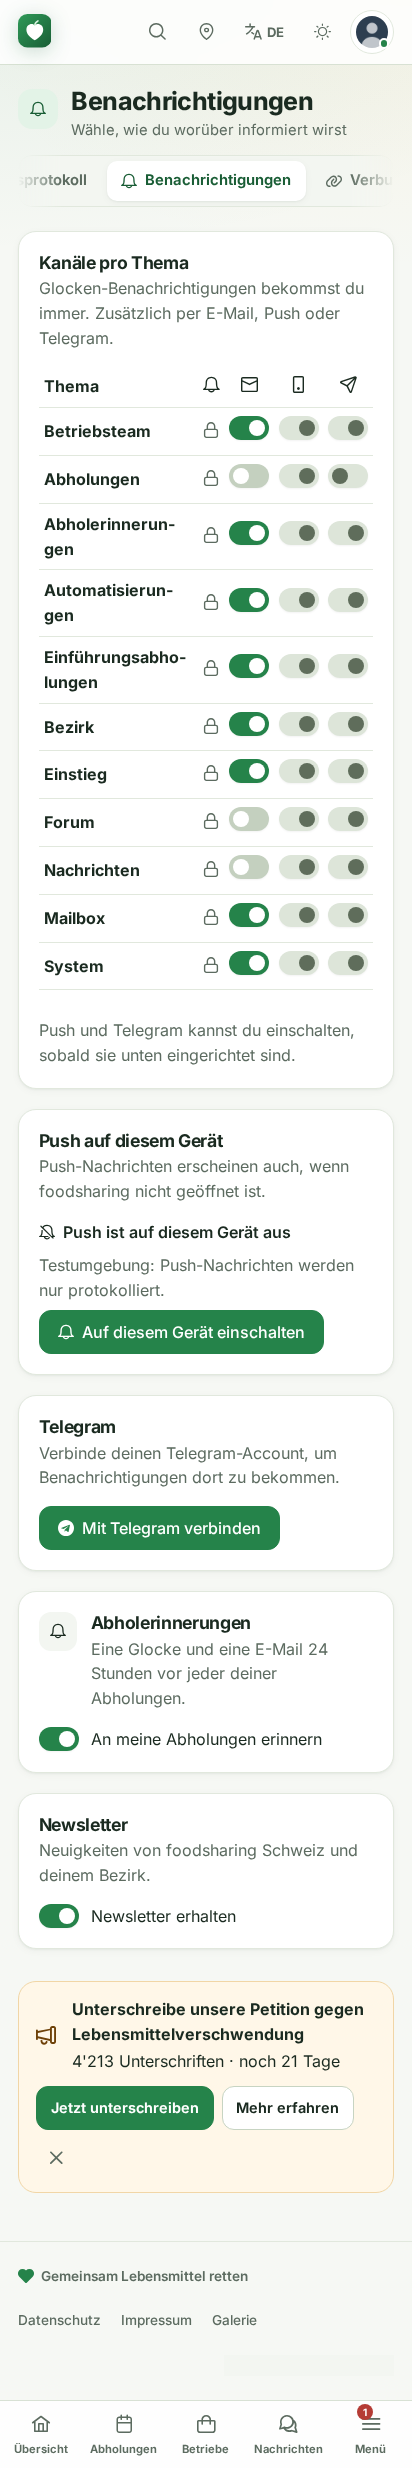 DE
Benachrichtigungen
Wähle, wie du worüber informiert wirst
sprotokoll
Benachrichtigungen
Verbu
Kanäle pro Thema
Glocken-Benachrichtigungen bekommst du
immer. Zusätzlich per E-Mail, Push oder
Telegram.
Thema
Betriebsteam
Abholungen
Abholerinnerun-
gen
Automatisierun-
gen
Einführungsabho-
lungen
Bezirk
Einstieg
Forum
Nachrichten
Mailbox
System
Push und Telegram kannst du einschalten,
sobald sie unten eingerichtet sind.
Push auf diesem Gerät
Push-Nachrichten erscheinen auch, wenn
foodsharing nicht geöffnet ist.
Push ist auf diesem Gerät aus
Testumgebung: Push-Nachrichten werden
nur protokolliert.
Auf diesem Gerät einschalten
Telegram
Verbinde deinen Telegram-Account, um
Benachrichtigungen dort zu bekommen.
Mit Telegram verbinden
Abholerinnerungen
Eine Glocke und eine E-Mail 24
Stunden vor jeder deiner
Abholungen.
An meine Abholungen erinnern
Newsletter
Neuigkeiten von foodsharing Schweiz und
deinem Bezirk.
Newsletter erhalten
Unterschreibe unsere Petition gegen
Lebensmittelverschwendung
4'213 Unterschriften · noch 21 Tage
Jetzt unterschreiben
Mehr erfahren
Gemeinsam Lebensmittel retten
Datenschutz
Impressum
Galerie
1
Übersicht
Abholungen
Betriebe
Nachrichten
Menü